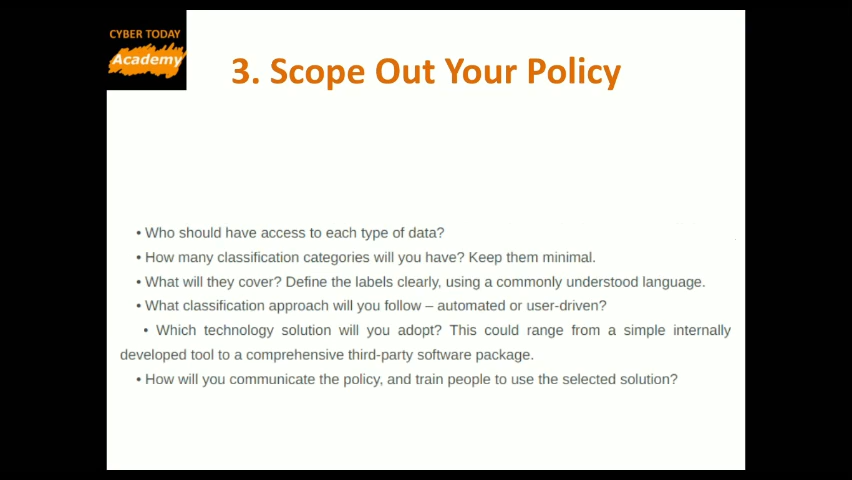 CYBER TODAY
Academy
3. Scope Out Your Policy
• Who should have access to each type of data?
• How many classification categories will you have? Keep them minimal.
• What will they cover? Define the labels clearly, using a commonly understood language.
• What classification approach will you follow – automated or user-driven?
• Which technology solution will you adopt? This could range from a simple internally
developed tool to a comprehensive third-party software package.
• How will you communicate the policy, and train people to use the selected solution?